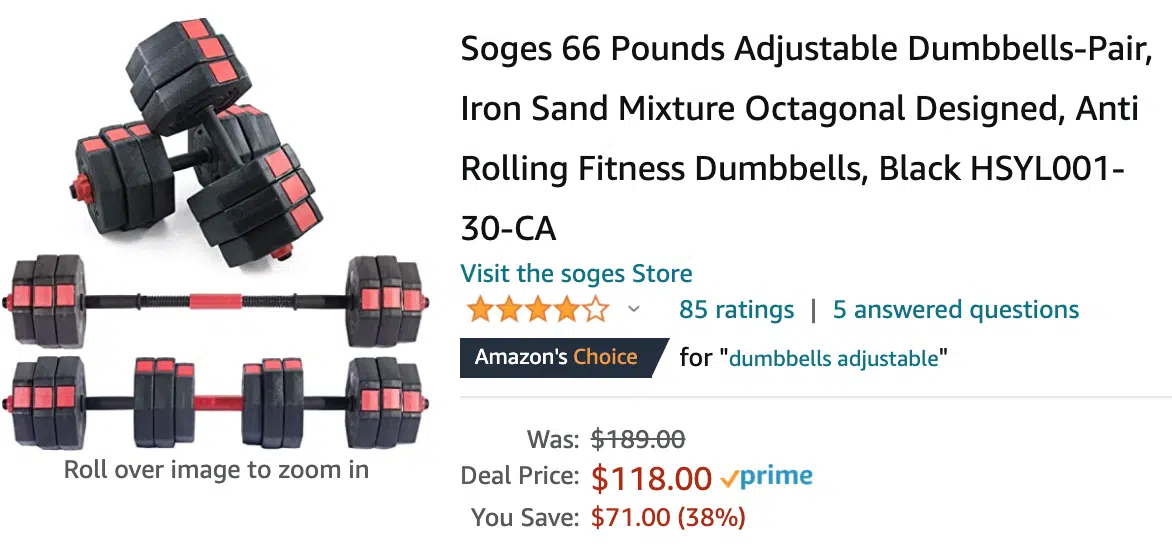 Soges 66 Pounds Adjustable Dumbbells-Pair,
Iron Sand Mixture Octagonal Designed, Anti
Rolling Fitness Dumbbells, Black HSYL001-
30-CA
Visit the soges Store
85 ratings | 5 answered questions
Amazon's Choice for "dumbbells adjustable"
Was: $189.00
Deal Price: $118.00 prime
You Save: $71.00 (38%)
Roll over image to zoom in